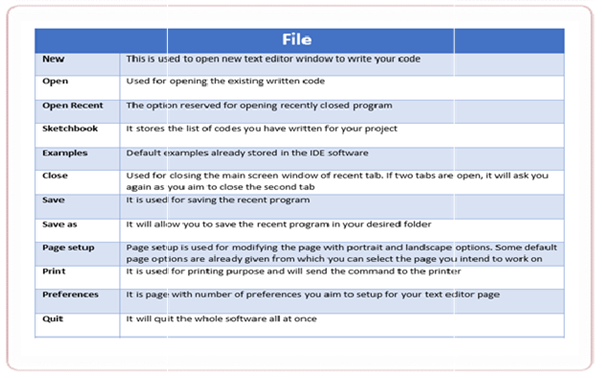 File
New This is used to open new text editor window to write your code
Open Used for opening the existing written code
Open Recent The option reserved for opening recently closed program
Sketchbook It stores the list of codes you have written for your project
Examples Default examples already stored in the IDE software
Close Used for closing the main screen window of recent tab. If two tabs are open, it will ask you
again as you aim to close the second tab
Save It is used for saving the recent program
Save as It will allow you to save the recent program in your desired folder
Page setup Page setup is used for modifying the page with portrait and landscape options. Some default
page options are already given from which you can select the page you intend to work on
Print It is used for printing purpose and will send the command to the printer
Preferences It is page with number of preferences you aim to setup for your text editor page
Quit It will quit the whole software all at once